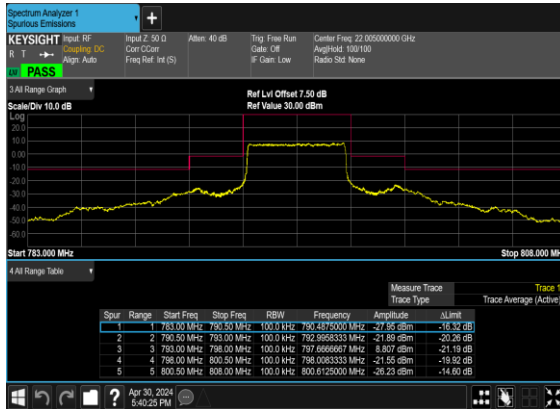 Spectrum Analyzer 1
Spurious Emissions
KEYSIGHT Input: RF Input Z: 50 Ω Atten: 40 dB Trig: Free Run Center Freq: 22.005000000 GHz
R T Coupling: DC Corr CCorr Gate: Off Avg|Hold: 100/100
Align: Auto Freq Ref: Int (S) IF Gain: Low Radio Std: None
PASS
3 All Range Graph
Ref Lvl Offset 7.50 dB
Scale/Div 10.0 dB Ref Value 30.00 dBm
Log
20.0
10.0
0.00
-10.0
-20.0
-30.0
-40.0
-50.0
-60.0
Start 783.000 MHz Stop 808.000 MH
4 All Range Table
Measure Trace Trace 1
Trace Type Trace Average (Active)
Spur Range Start Freq Stop Freq RBW Frequency Amplitude ΔLimit
1 1 783.00 MHz 790.50 MHz 100.0 kHz 790.4875000 MHz -27.95 dBm -16.32 dB
2 2 790.50 MHz 793.00 MHz 100.0 kHz 792.9958333 MHz -21.89 dBm -20.26 dB
3 3 793.00 MHz 798.00 MHz 100.0 kHz 797.6666667 MHz 8.807 dBm -21.19 dB
4 4 798.00 MHz 800.50 MHz 100.0 kHz 798.0083333 MHz -21.55 dBm -19.92 dB
5 5 800.50 MHz 808.00 MHz 100.0 kHz 800.6125000 MHz -26.23 dBm -14.60 dB
Apr 30, 2024
5:40:25 PM